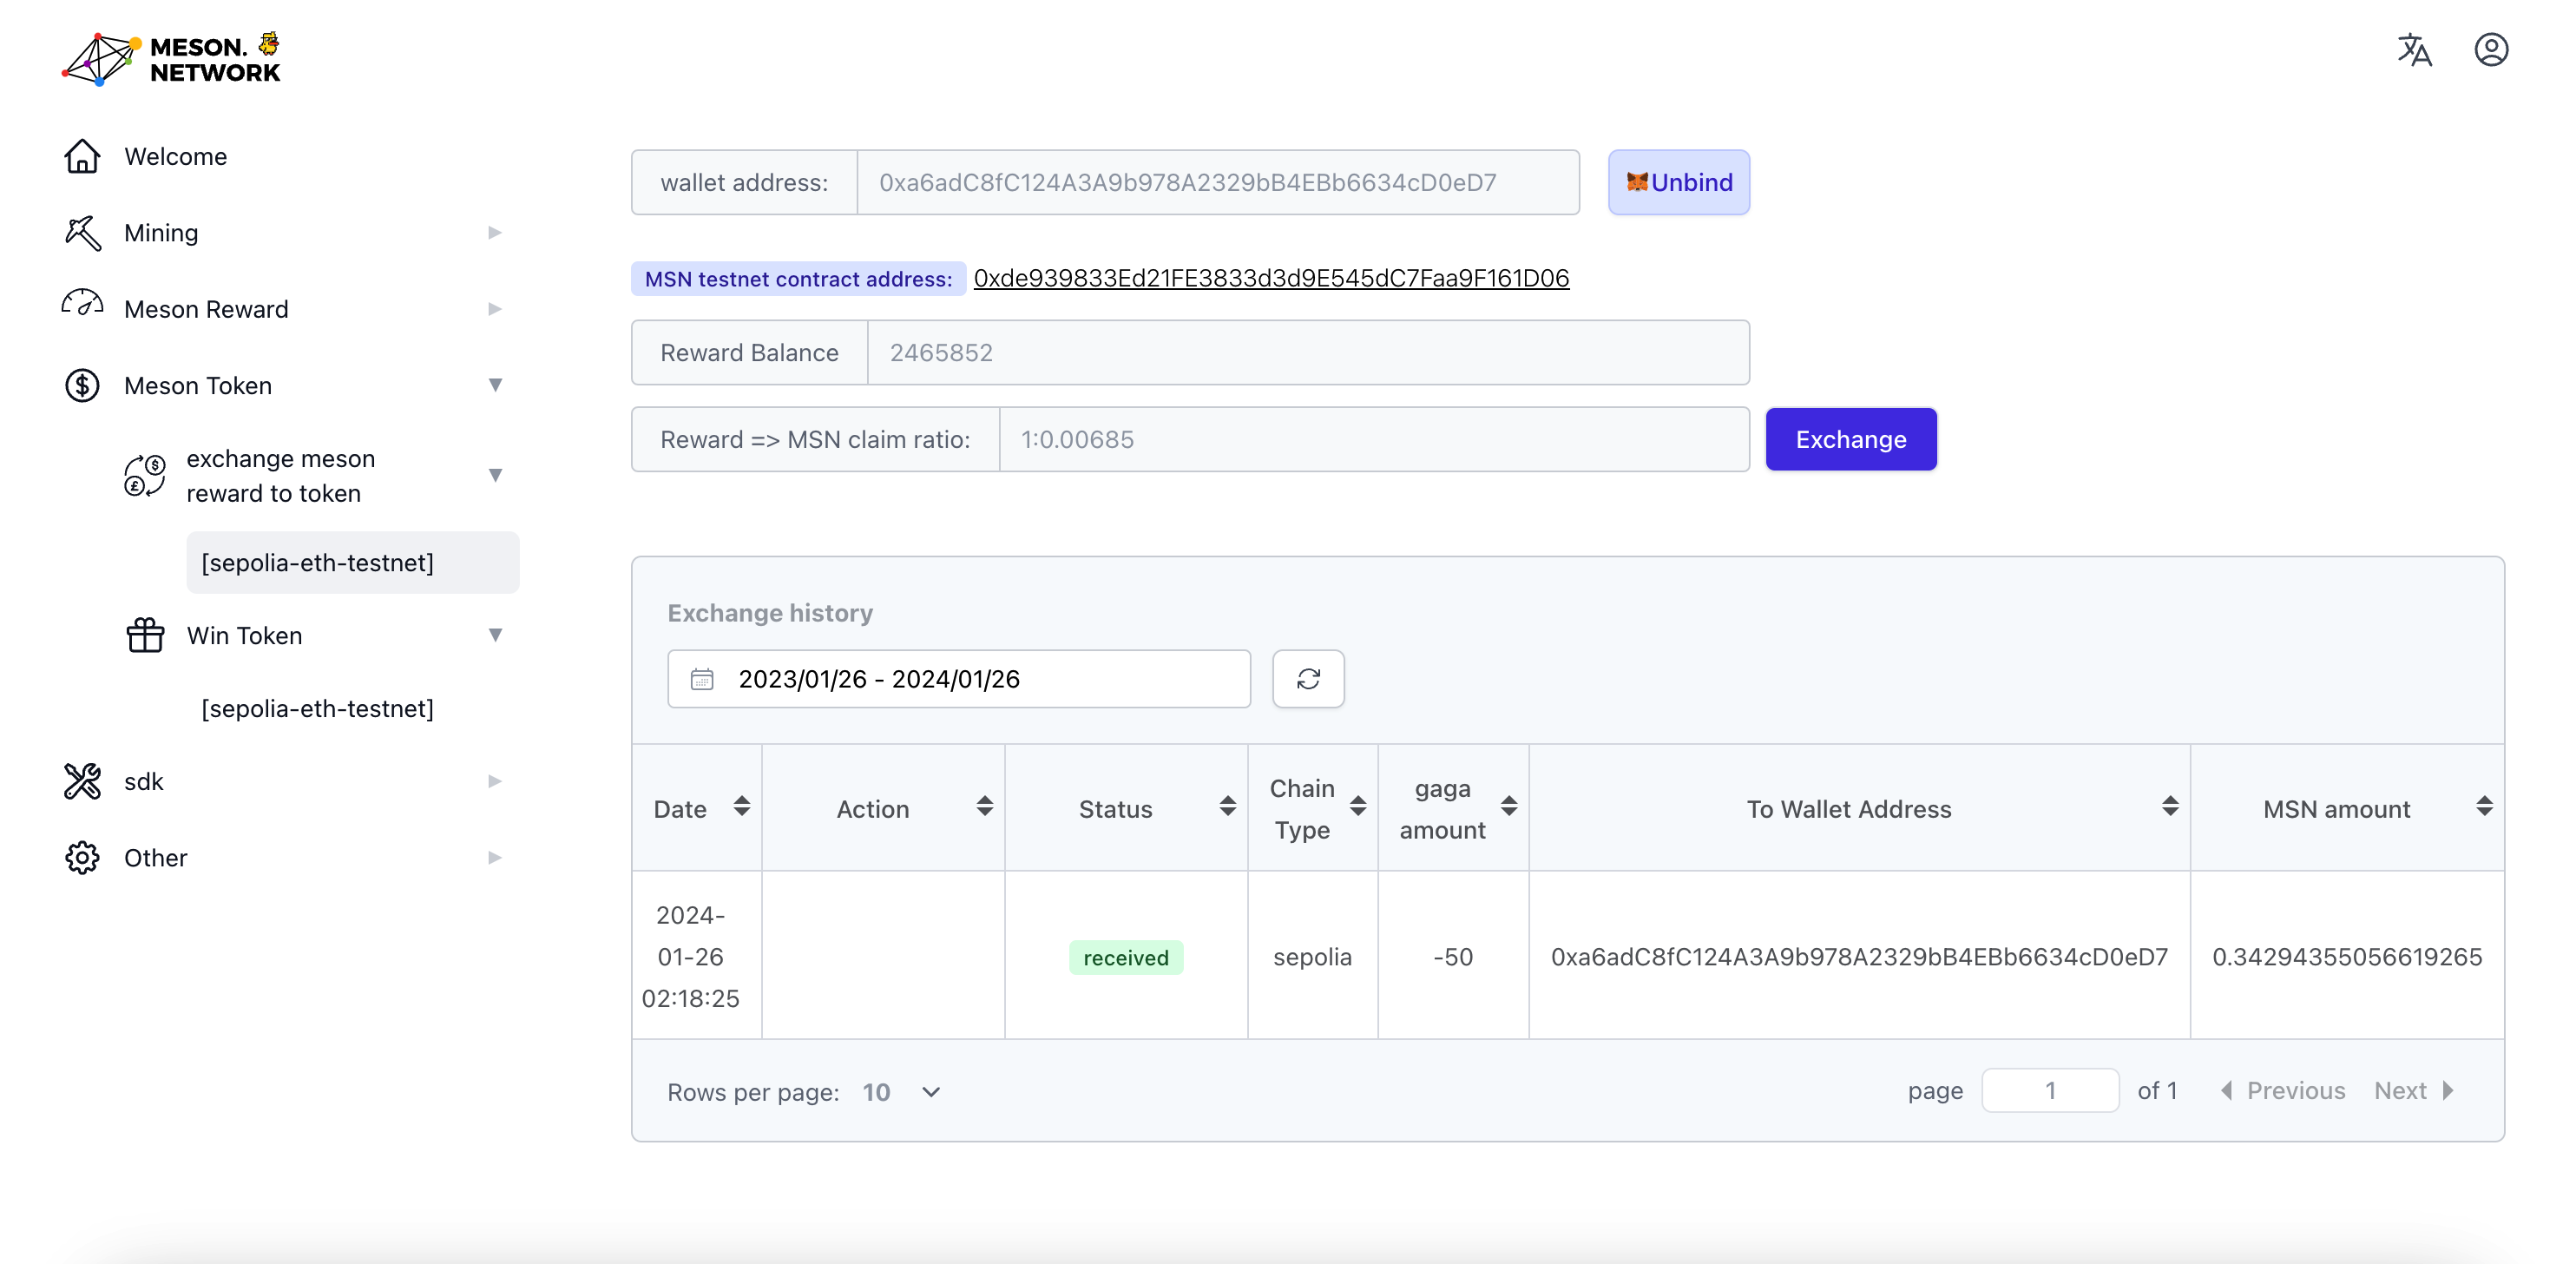 MESON.
NETWORK
Welcome
Mining
Meson Reward
Meson Token
exchange meson
reward to token
[sepolia-eth-testnet]
Win Token
[sepolia-eth-testnet]
sdk
Other
wallet address: 0xa6adC8fC124A3A9b978A2329bB4EBb6634cD0eD7 Unbind
MSN testnet contract address: 0xde939833Ed21FE3833d3d9E545dC7Faa9F161D06
Reward Balance 2465852
Reward => MSN claim ratio: 1:0.00685 Exchange
Exchange history
2023/01/26 - 2024/01/26
Date Action Status Chain Type gaga amount To Wallet Address MSN amount
2024-01-26 02:18:25 received sepolia -50 0xa6adC8fC124A3A9b978A2329bB4EBb6634cD0eD7 0.34294355056619265
Rows per page: 10 page 1 of 1 Previous Next